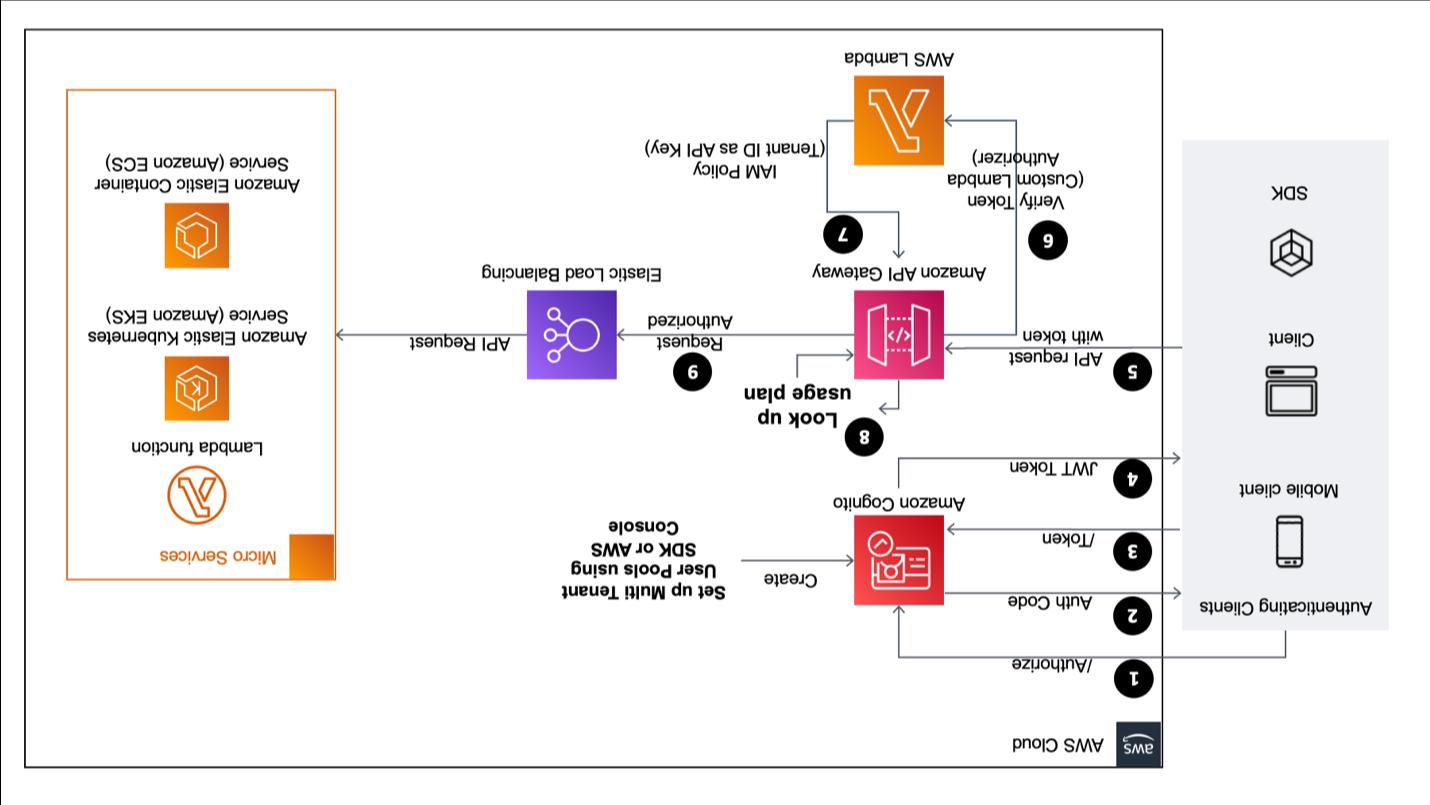 aws
AWS Cloud
1
/Authorize
Authenticating Clients
Mobile client
Client
SDK
2
Auth Code
3
/Token
4
JWT Token
Amazon Cognito
Create
Set up Multi Tenant
User Pools using
SDK or AWS
Console
5
API request
with token
8
Look up
usage plan
Amazon API Gateway
6
Verify Token
(Custom Lambda
Authorizer)
7
IAM Policy
(Tenant ID as API Key)
AWS Lambda
9
Request
Authorized
Elastic Load Balancing
API Request
Micro Services
Lambda function
Amazon Elastic Kubernetes
Service (Amazon EKS)
Amazon Elastic Container
Service (Amazon ECS)